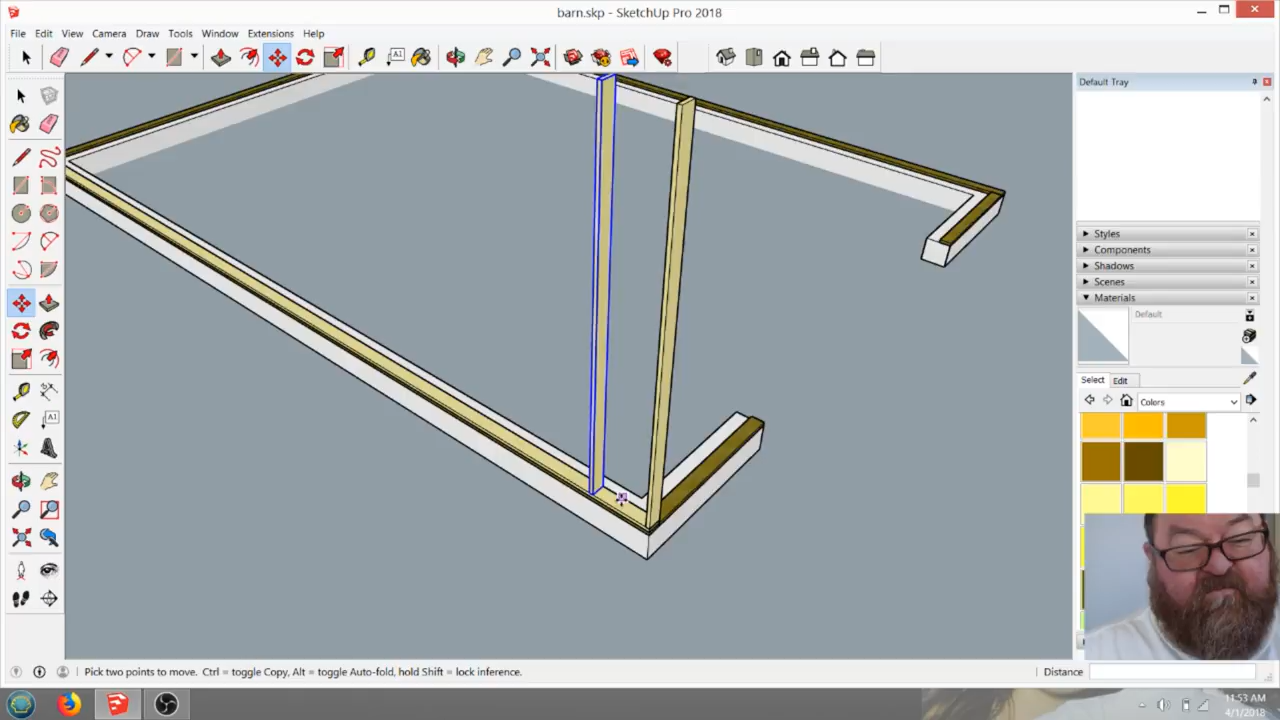 barn.skp - SketchUp Pro 2018
File Edit View Camera Draw Tools Window Extensions Help
A1
Default Tray
Styles
Components
Shadows
Scenes
Materials
Default
A1
Select Edit
Colors
Pick two points to move. Ctrl = toggle Copy, Alt = toggle Auto-fold, hold Shift = lock inference.
Distance
11:53 AM
4/1/2018